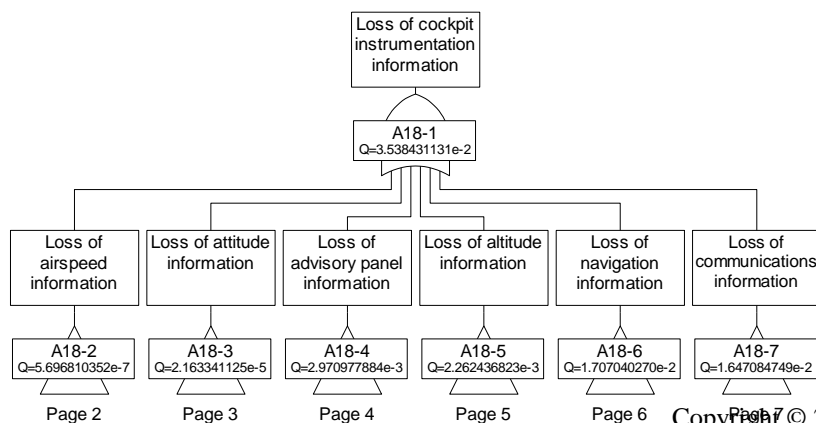 Loss of cockpit
instrumentation
information
A18-1
Q=3.538431131e-2
Loss of
airspeed
information
Loss of attitude
information
Loss of
advisory panel
information
Loss of altitude
information
Loss of
navigation
information
Loss of
communications
information
A18-2
Q=5.696810352e-7
A18-3
Q=2.163341125e-5
A18-4
Q=2.970977884e-3
A18-5
Q=2.262436823e-3
A18-6
Q=1.707040270e-2
A18-7
Q=1.647084749e-2
Page 2
Page 3
Page 4
Page 5
Page 6
Page 7
Copyright ©